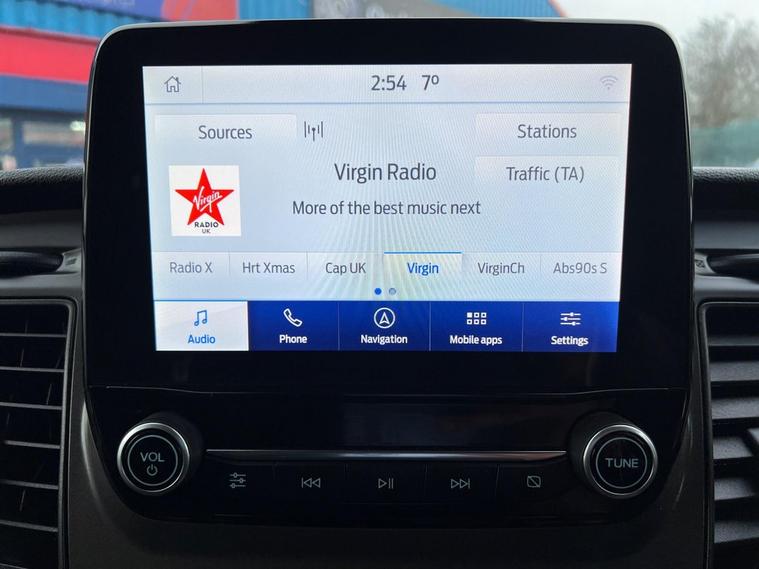 2:54 7°
Sources
Stations
Virgin Radio
Traffic (TA)
Virgin
RADIO
UK
More of the best music next
Radio X Hrt Xmas Cap UK Virgin VirginCh Abs90s S
Audio Phone Navigation Mobile apps Settings
VOL
TUNE